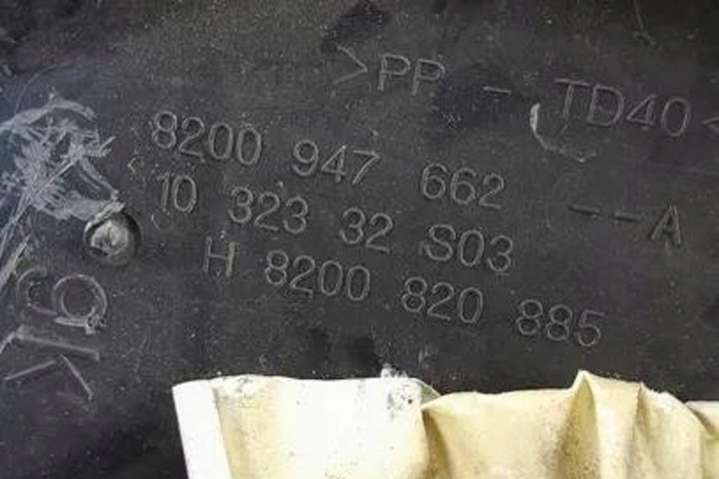 >PP - TD40<
8200 947 662 ---A
10 323 32 S03
H 8200 820 885